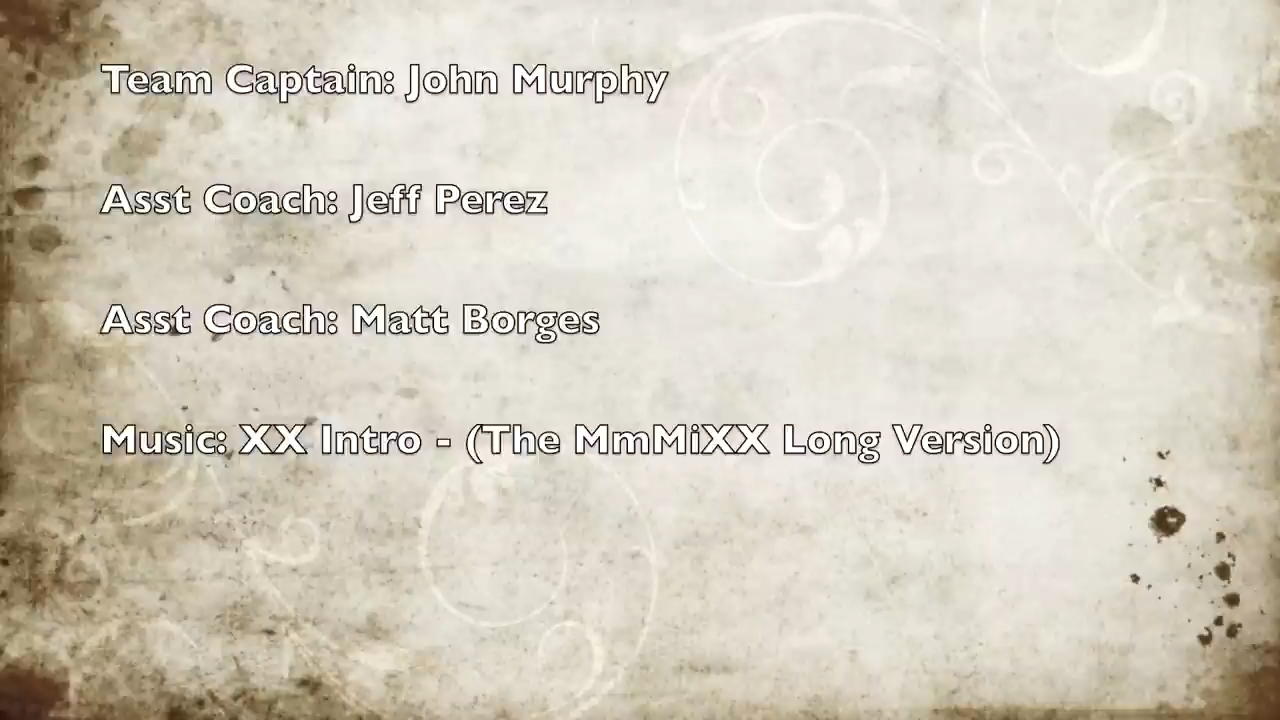 Team Captain: John Murphy
Asst Coach: Jeff Perez
Asst Coach: Matt Borges
Music: XX Intro - (The MmMiXX Long Version)